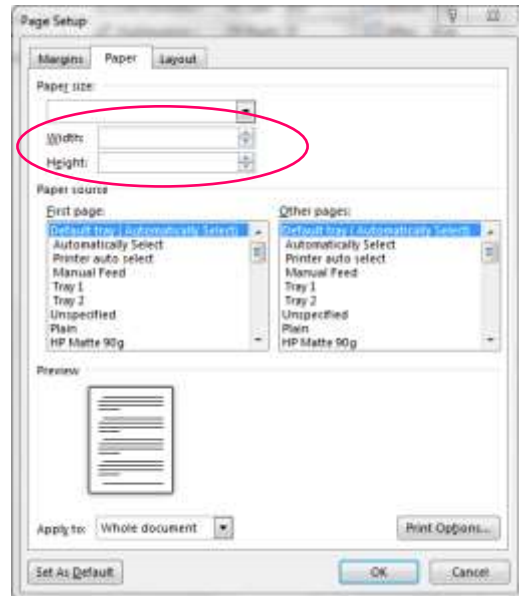 Page Setup
Margins Paper Layout
Paper size:
Width:
Height:
Paper source
First page: Other pages:
Default tray (Automatically Select) Default tray (Automatically Select)
Automatically Select Automatically Select
Printer auto select Printer auto select
Manual Feed Manual Feed
Tray 1 Tray 1
Tray 2 Tray 2
Unspecified Unspecified
Plain Plain
HP Matte 90g HP Matte 90g
Preview
Apply to: Whole document Print Options...
Set As Default OK Cancel